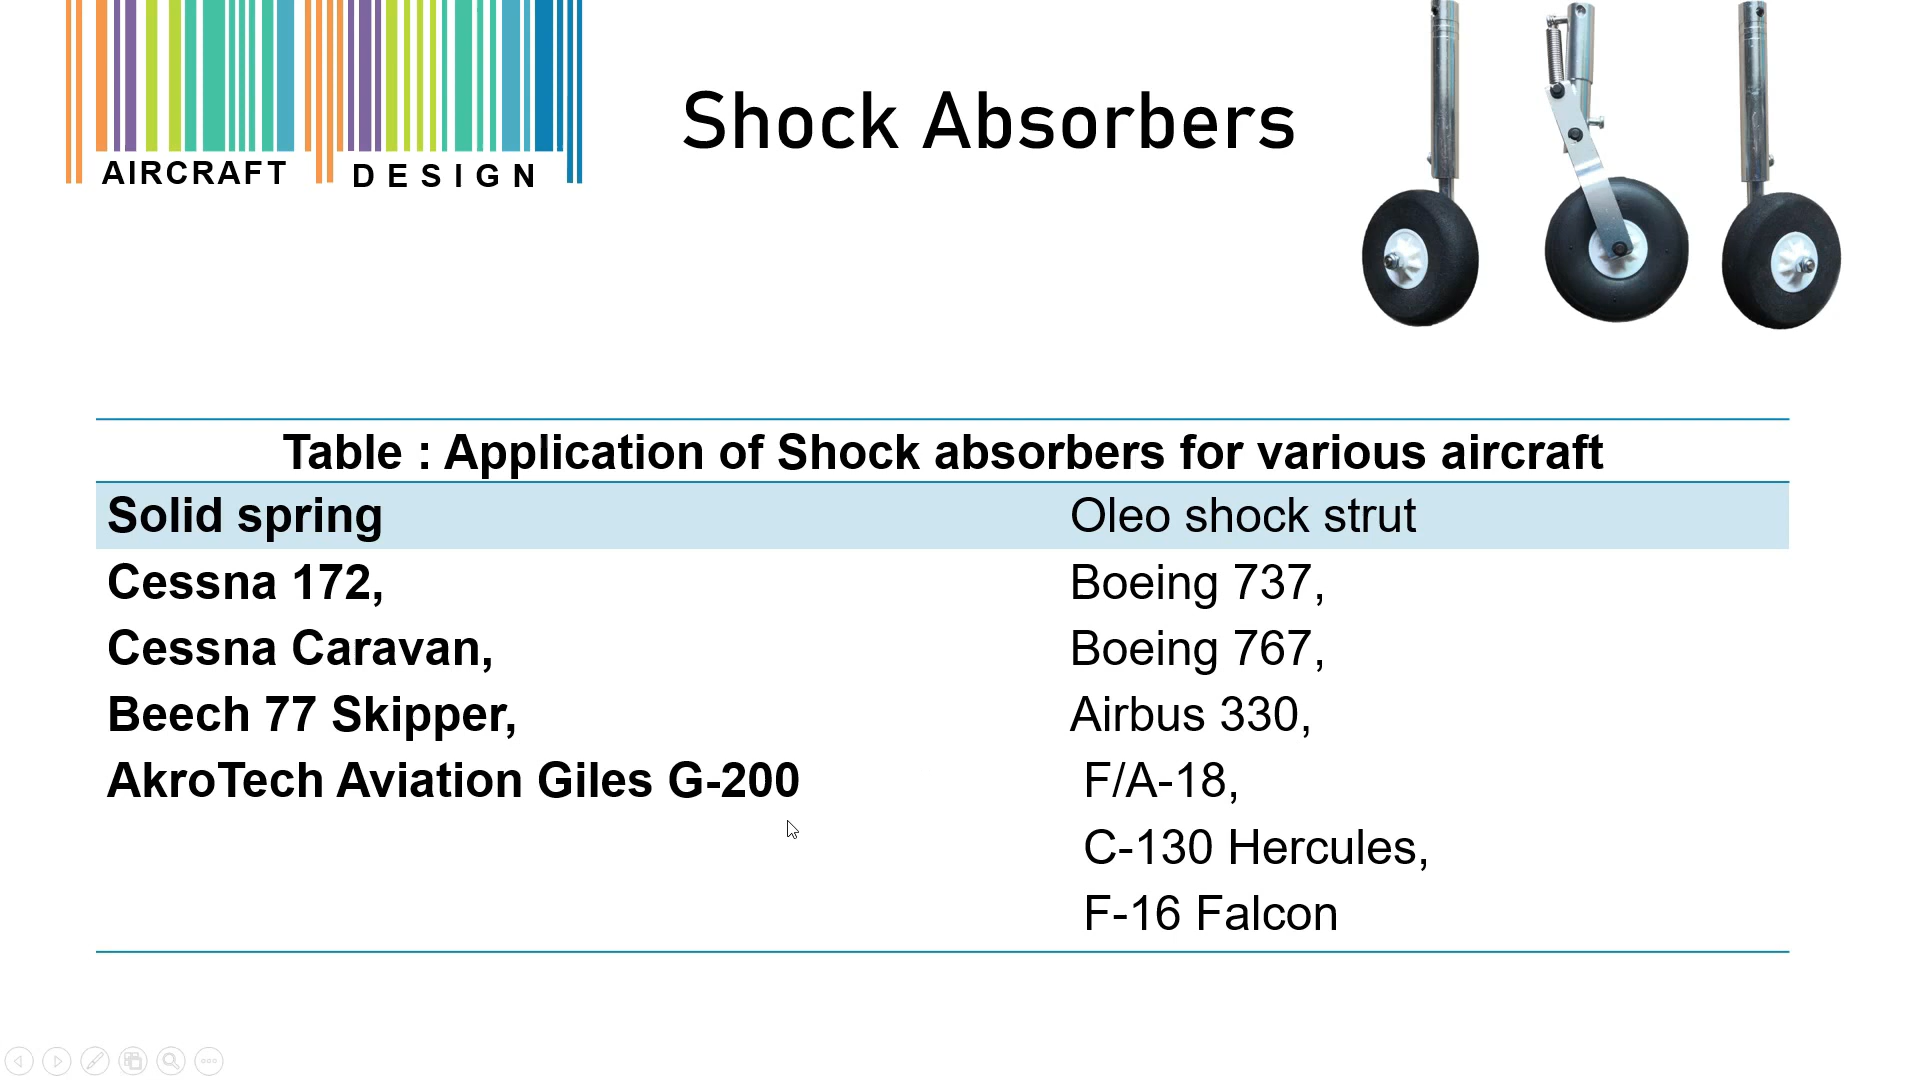 AIRCRAFT DESIGN
Shock Absorbers
Table : Application of Shock absorbers for various aircraft
Solid spring
Oleo shock strut
Cessna 172,
Boeing 737,
Cessna Caravan,
Boeing 767,
Beech 77 Skipper,
Airbus 330,
AkroTech Aviation Giles G-200
F/A-18,
C-130 Hercules,
F-16 Falcon